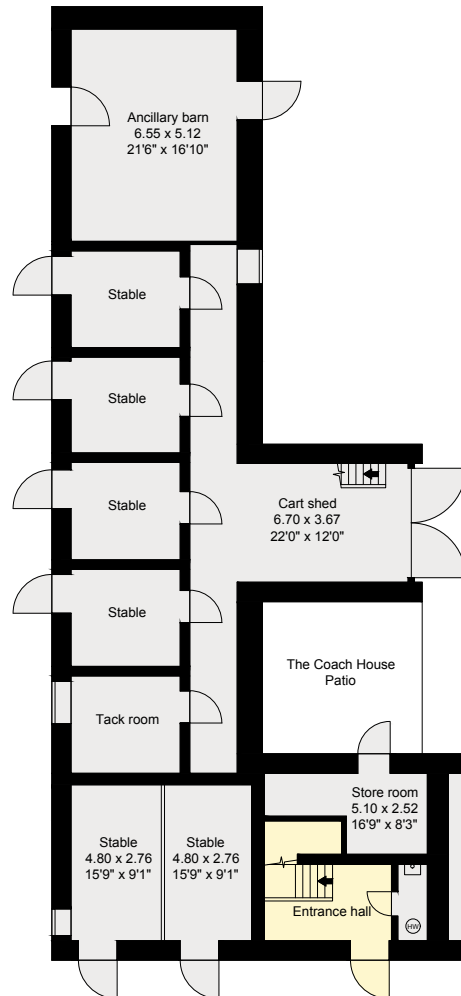 Ancillary barn
6.55 x 5.12
21'6" x 16'10"
Stable
Stable
Stable
Cart shed
6.70 x 3.67
22'0" x 12'0"
Stable
The Coach House
Patio
Tack room
Store room
5.10 x 2.52
16'9" x 8'3"
Stable
4.80 x 2.76
15'9" x 9'1"
Stable
4.80 x 2.76
15'9" x 9'1"
Entrance hall
HW